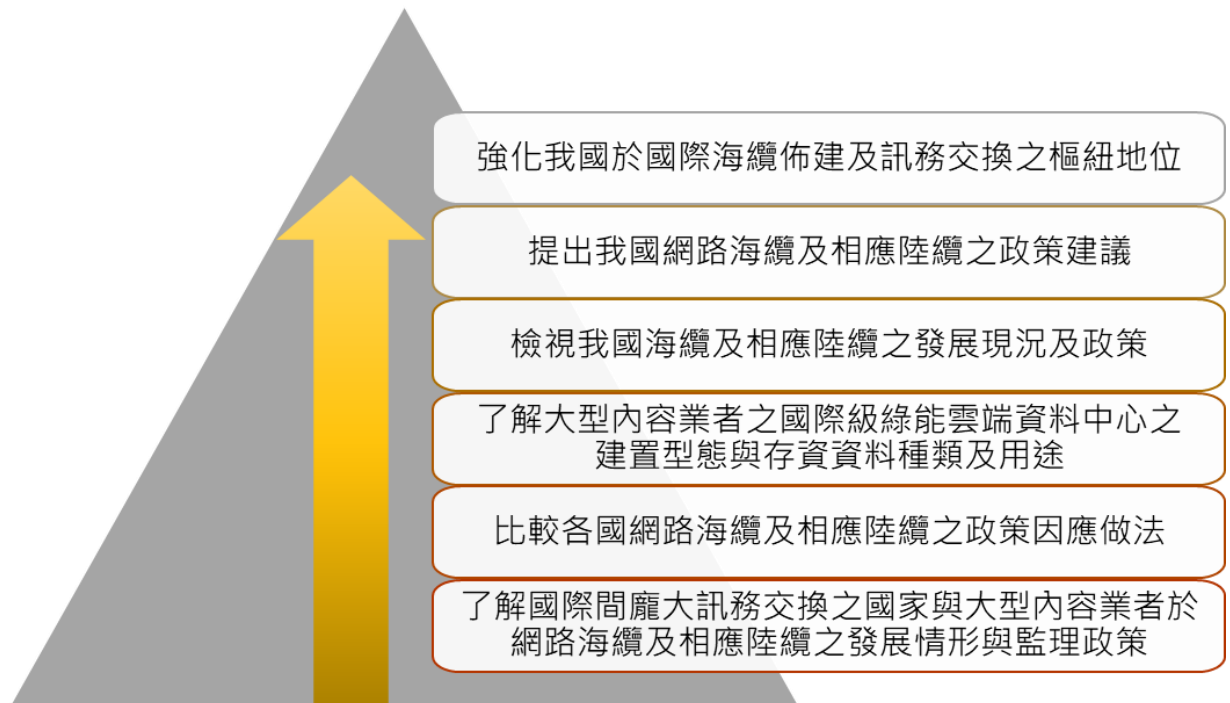 強化我國於國際海纜佈建及訊務交換之樞紐地位
提出我國網路海纜及相應陸纜之政策建議
檢視我國海纜及相應陸纜之發展現況及政策
了解大型內容業者之國際級綠能雲端資料中心之
建置型態與存資資料種類及用途
比較各國網路海纜及相應陸纜之政策因應做法
了解國際間龐大訊務交換之國家與大型內容業者於
網路海纜及相應陸纜之發展情形與監理政策